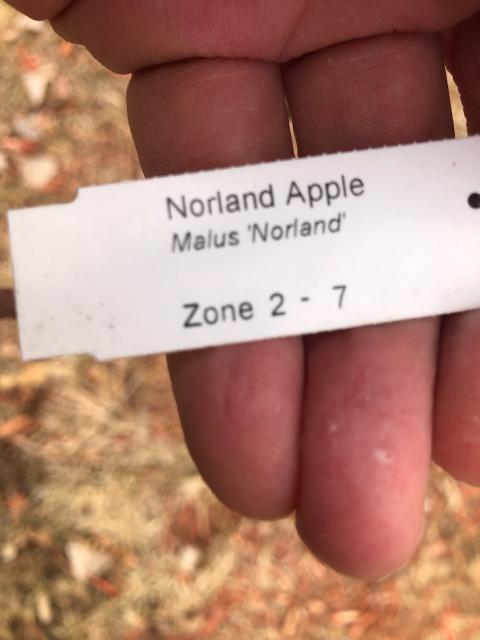 Norland Apple
Malus 'Norland'
Zone 2 - 7